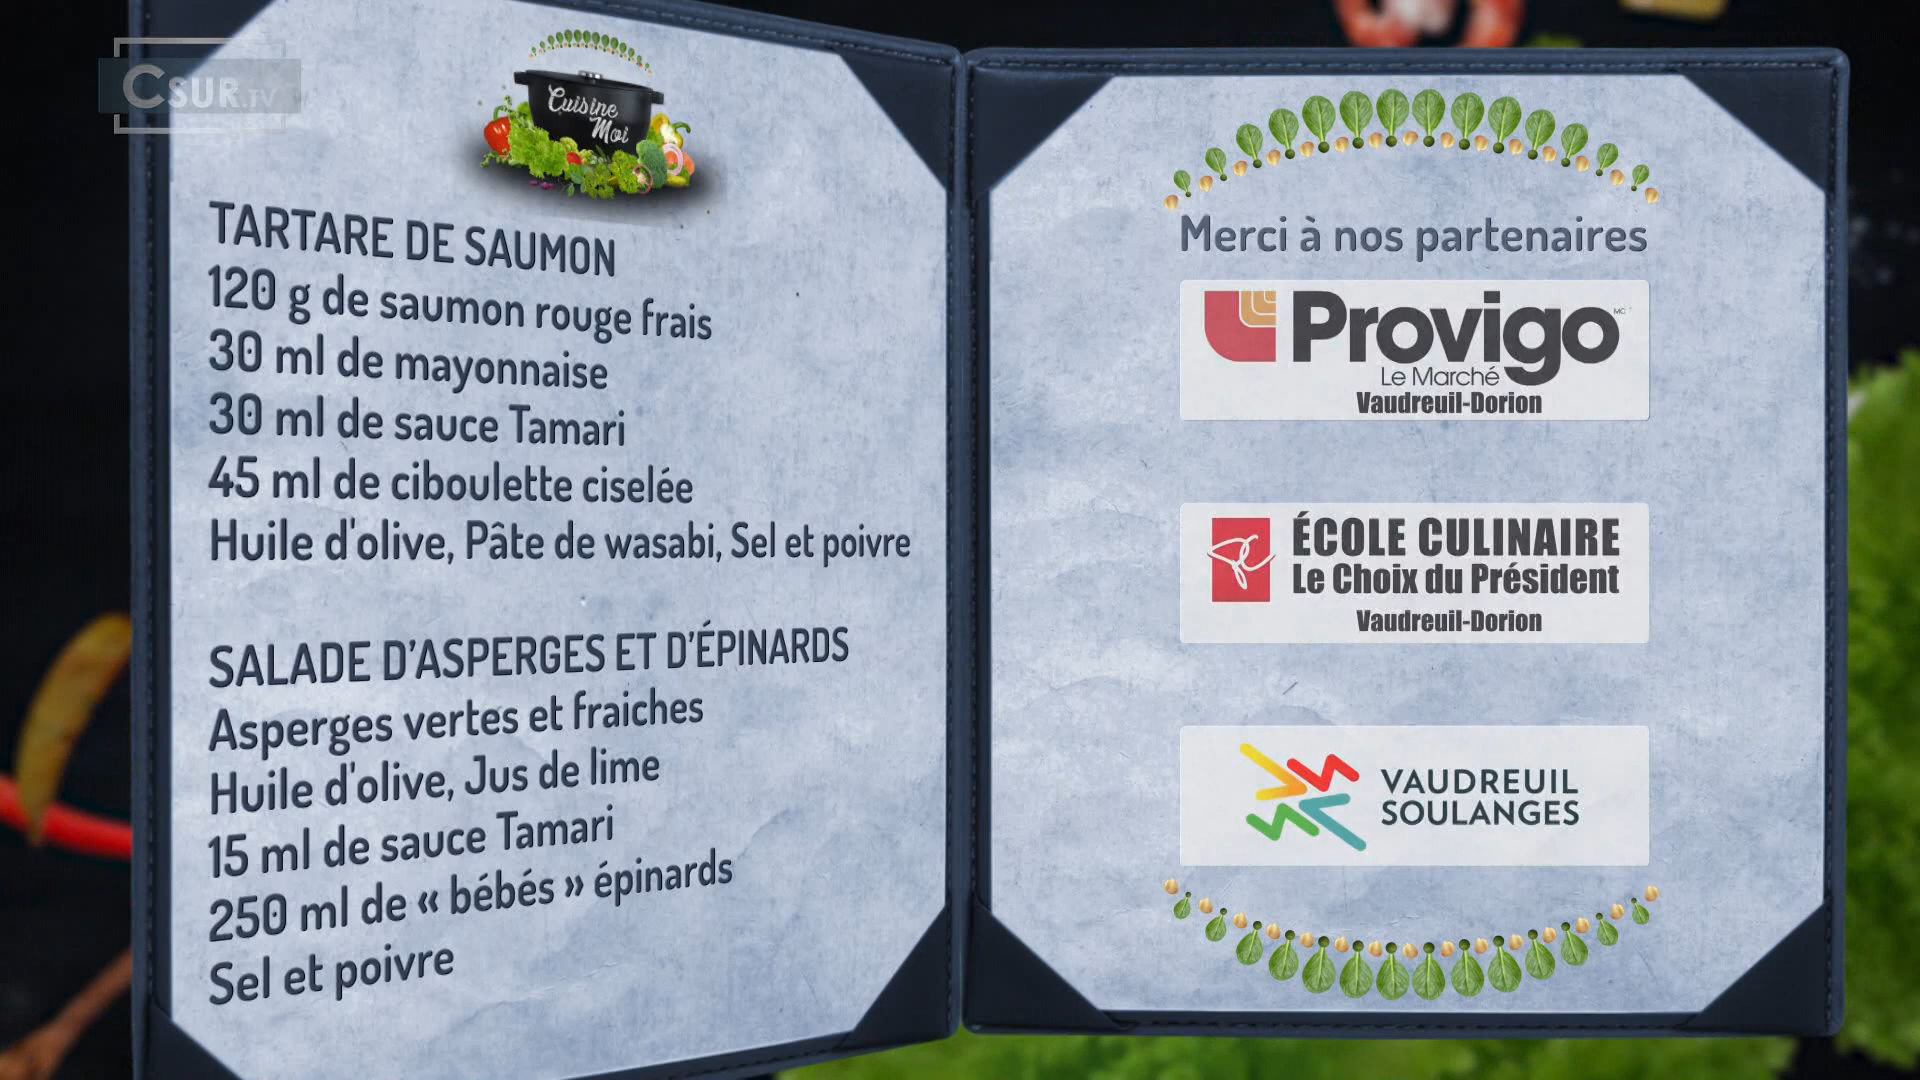 CSUR.TV
Cuisine
Moi
TARTARE DE SAUMON
120 g de saumon rouge frais
30 ml de mayonnaise
30 ml de sauce Tamari
45 ml de ciboulette ciselée
Huile d'olive, Pâte de wasabi, Sel et poivre
SALADE D'ASPERGES ET D'ÉPINARDS
Asperges vertes et fraiches
Huile d'olive, Jus de lime
15 ml de sauce Tamari
250 ml de « bébés » épinards
Sel et poivre
Merci à nos partenaires
Provigo MC
Le Marché
Vaudreuil-Dorion
PC
ÉCOLE CULINAIRE
Le Choix du Président
Vaudreuil-Dorion
VAUDREUIL
SOULANGES